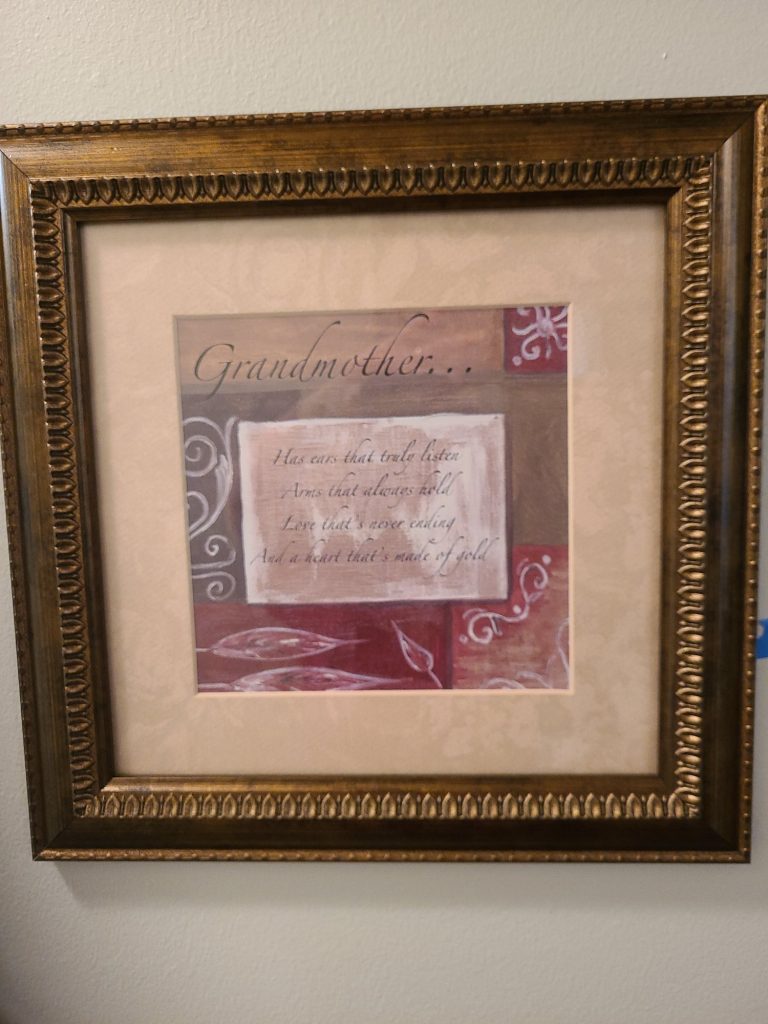 Grandmother...
Has ears that truly listen
Arms that always hold
Love that's never ending
And a heart that's made of gold